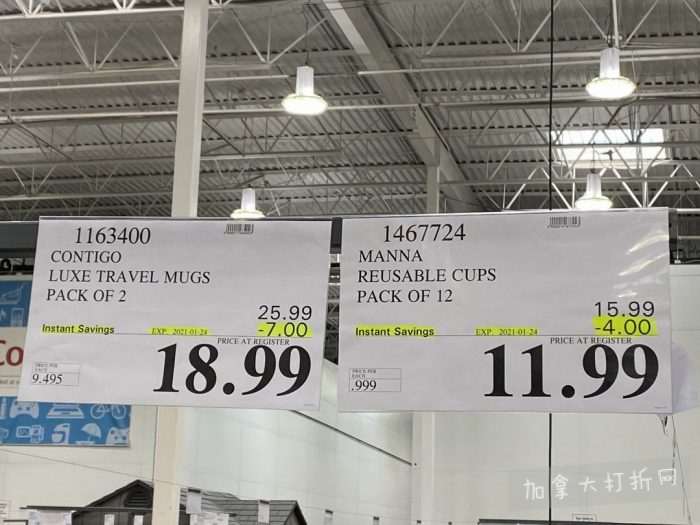 1163400
CONTIGO
LUXE TRAVEL MUGS
PACK OF 2
25.99
Instant Savings EXP: 2021-01-24 -7.00
PRICE AT REGISTER
PRICE PER
EACH
9.495
18.99
1467724
MANNA
REUSABLE CUPS
PACK OF 12
15.99
Instant Savings EXP: 2021-01-24 -4.00
PRICE AT REGISTER
PRICE PER
EACH
.999
11.99
Co
加拿大打折网